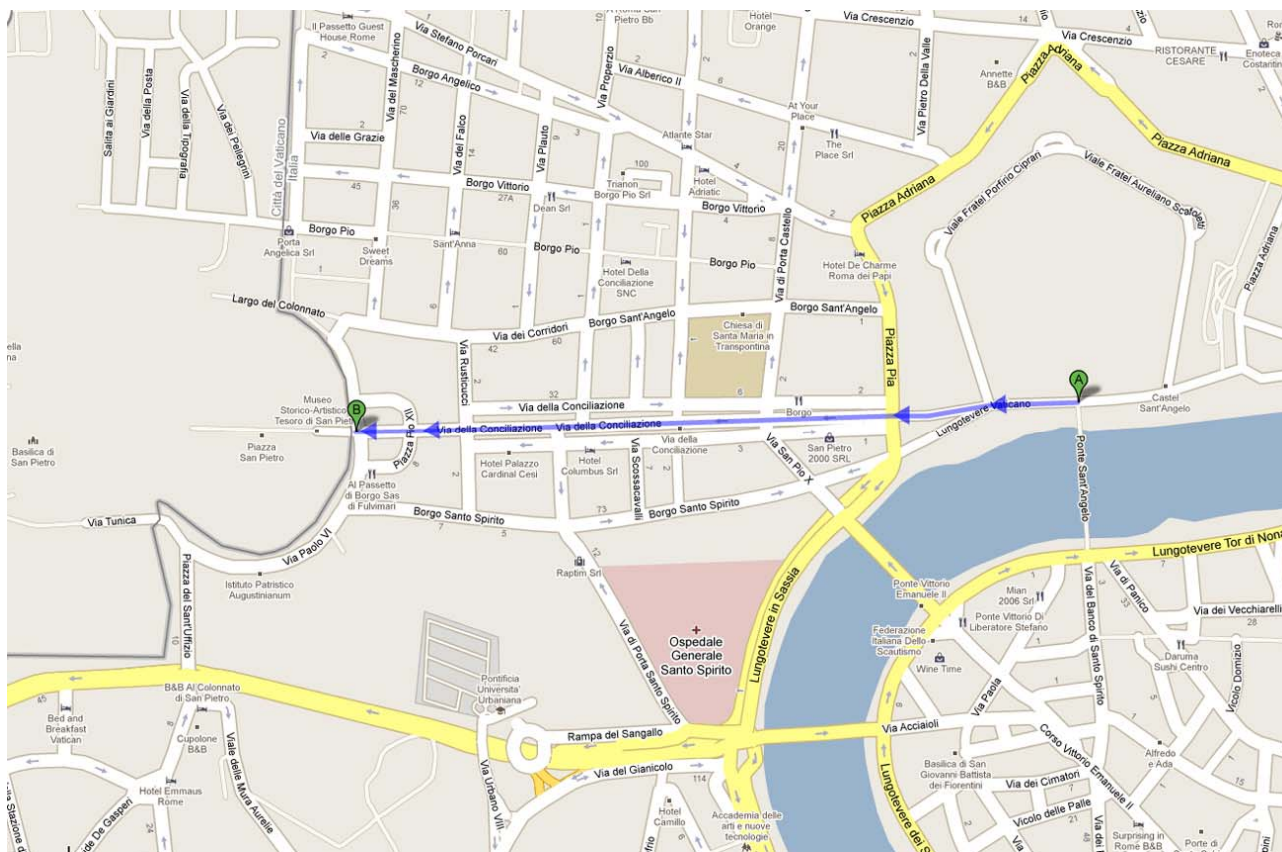 Il Passetto Guest
House Rome
A Roma San
Pietro Bb
Hotel
Orange
Via Crescenzio
Via Crescenzio
RISTORANTE
CESARE
Enoteca
Costantini
Via Stefano Porcari
Borgo Angelico
Via del Mascherino
Via Properzio
Via Alberico II
Via Pietro Della Valle
Annette
B&B
Piazza Adriana
Piazza Adriana
Piazza Adriana
Piazza Adriana
Salita ai Giardini
Via della Posta
Via della Tipografia
Via dei Pellegrini
Via delle Grazie
Via del Falco
Via Plauto
Atlante Star
At Your
Place
The
Place Srl
Viale Fratel Porfirio Ciprari
Viale Fratel Aureliano Scafoletti
Città del Vaticano
Italia
Borgo Vittorio
27A
Dean Srl
Trianon
Borgo Pio Srl
100
Hotel
Adriatic
Borgo Vittorio
Via di Porta Castello
Borgo Pio
Porta
Angelica Srl
Sweet
Dreams
Sant'Anna
Borgo Pio
Borgo Pio
Hotel Della
Conciliazione
SNC
Hotel De Charme
Roma dei Papi
Largo del Colonnato
Via dei Corridori
Borgo Sant'Angelo
Borgo Sant'Angelo
Chiesa di
Santa Maria in
Transpontina
Piazza Pia
Via Rusticucci
A
Castel
Sant'Angelo
B
Museo
Storico-Artistico
Tesoro di San Piet
Piazza
San Pietro
Basilica di
San Pietro
Piazza Pio XII
Via della Conciliazione
Via della Conciliazione
Via della Conciliazione
Via della
Conciliazione
Borgo
Lungotevere Vaticano
San Pietro
2000 SRL
Via San Pio X
Hotel Palazzo
Cardinal Cesi
Hotel
Columbus Srl
Via Scossacavalli
Al Passetto
di Borgo Sas
di Fulvimari
Borgo Santo Spirito
Borgo Santo Spirito
Ponte Sant'Angelo
Via Tunica
Via Paolo VI
Istituto Patristico
Augustinianum
Piazza del Sant'Uffizio
Raptim Srl
Via di Porta Santo Spirito
Ospedale
Generale
Santo Spirito
Lungotevere in Sassia
Lungotevere Tor di Nona
Ponte Vittorio
Emanuele II
Mian
2006 Srl
Ponte Vittorio Di
Liberatore Stefano
Federazione
Italiana Dello
Scautismo
Wine Time
Via del Banco di Santo Spirito
Via di Panico
Via dei Vecchiarelli
28
Daruma
Sushi Centro
Vicolo Domizio
Via Paola
Via Acciaioli
Corso Vittorio Emanuele II
B&B Al Colonnato
di San Pietro
Bed and
Breakfast
Vatican
Cupolone
B&B
Viale delle Mura Aurelie
Hotel Emmaus
Rome
Pontificia
Universita'
Urbaniana
Rampa del Sangallo
Via del Gianicolo
114
Via Urbano VIII
Hotel
Camillo
Accademia delle
arti e nuove
tecnologie
Basilica di San
Giovanni Battista
dei Fiorentini
Via dei Cimatori
Vicolo delle Palle
Alfredo
e Ada
Surprising in
Rome B&B